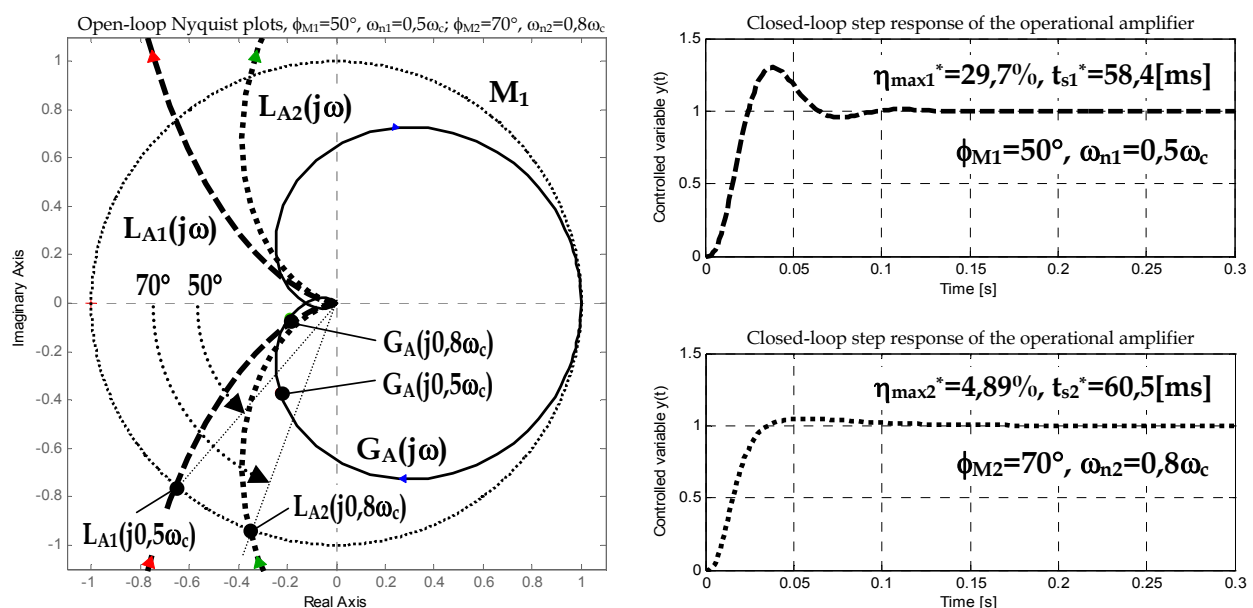 Open-loop Nyquist plots, ϕM1=50°, ωn1=0,5ωc; ϕM2=70°, ωn2=0,8ωc
Imaginary Axis
1
0.8
0.6
0.4
0.2
0
-0.2
-0.4
-0.6
-0.8
-1
-1
-0.8
-0.6
-0.4
-0.2
0
0.2
0.4
0.6
0.8
1
Real Axis
M1
LA2(jω)
LA1(jω)
70°
50°
GA(j0,8ωc)
GA(j0,5ωc)
GA(jω)
LA2(j0,8ωc)
LA1(j0,5ωc)
Closed-loop step response of the operational amplifier
Controlled variable y(t)
1.5
1
0.5
0
ηmax1*=29,7%, ts1*=58,4[ms]
ϕM1=50°, ωn1=0,5ωc
0
0.05
0.1
0.15
0.2
0.25
0.3
Time [s]
Closed-loop step response of the operational amplifier
Controlled variable y(t)
1.5
1
0.5
0
ηmax2*=4,89%, ts2*=60,5[ms]
ϕM2=70°, ωn2=0,8ωc
0
0.05
0.1
0.15
0.2
0.25
0.3
Time [s]